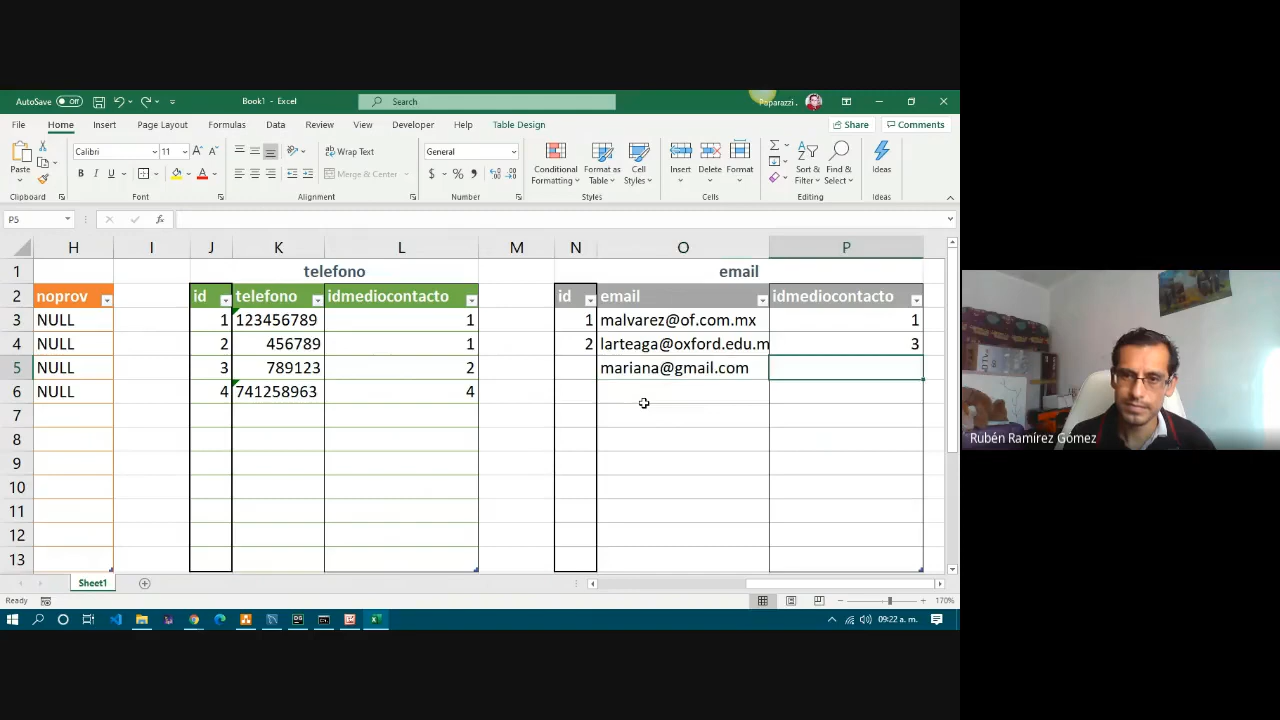 AutoSave Off Book1 - Excel Search Paparazzi .
File Home Insert Page Layout Formulas Data Review View Developer Help Table Design Share Comments
Paste Calibri 11 A A Wrap Text General Conditional Formatting Format as Table Cell Styles Insert Delete Format Sort & Filter Find & Select Ideas
B I U A Merge & Center $ % 9
Clipboard Font Alignment Number Styles Cells Editing Ideas
P5 fx
H I J K L M N O P
1 telefono email
2 noprov id telefono idmediocontacto id email idmediocontacto
3 NULL 1 123456789 1 1 malvarez@of.com.mx 1
4 NULL 2 456789 1 2 larteaga@oxford.edu.m 3
5 NULL 3 789123 2 mariana@gmail.com
6 NULL 4 741258963 4
7
8
9
10
11
12
13
Sheet1
Ready 170%
09:22 a. m.
Rubén Ramírez Gómez